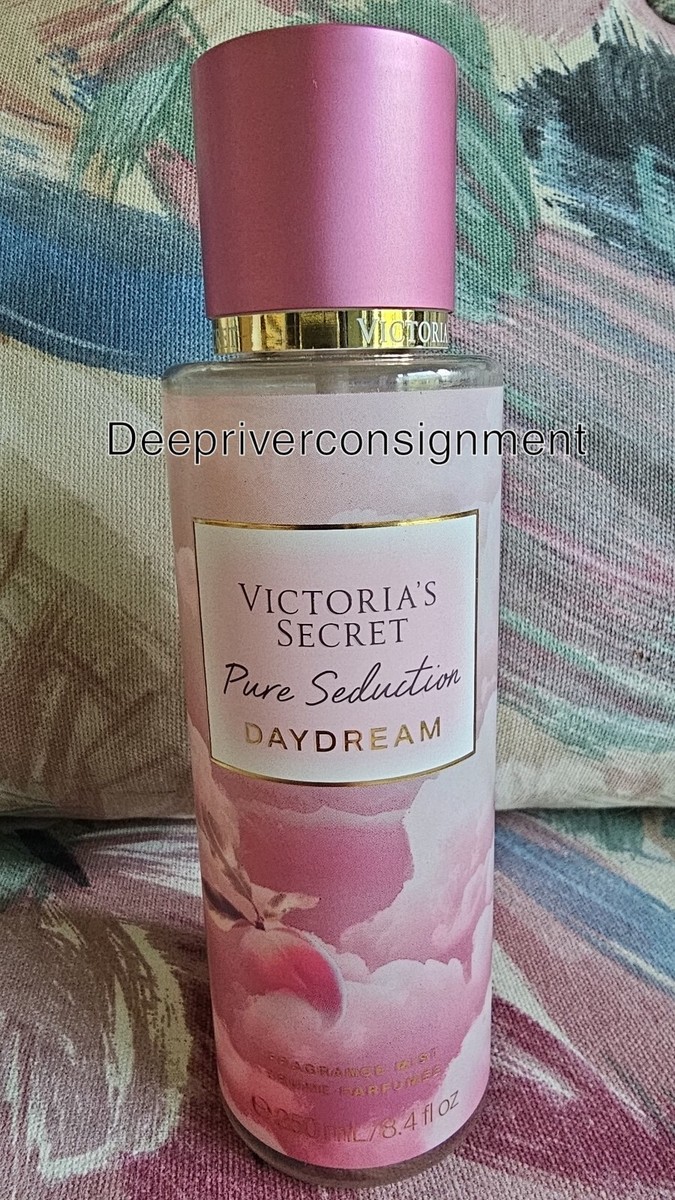 VICTORIA
Deepriverconsignment
VICTORIA'S
SECRET
Pure Seduction
DAYDREAM
FRAGRANCE MIST
BRUME PARFUMÉE
℮ 250 mL / 8.4 fl oz